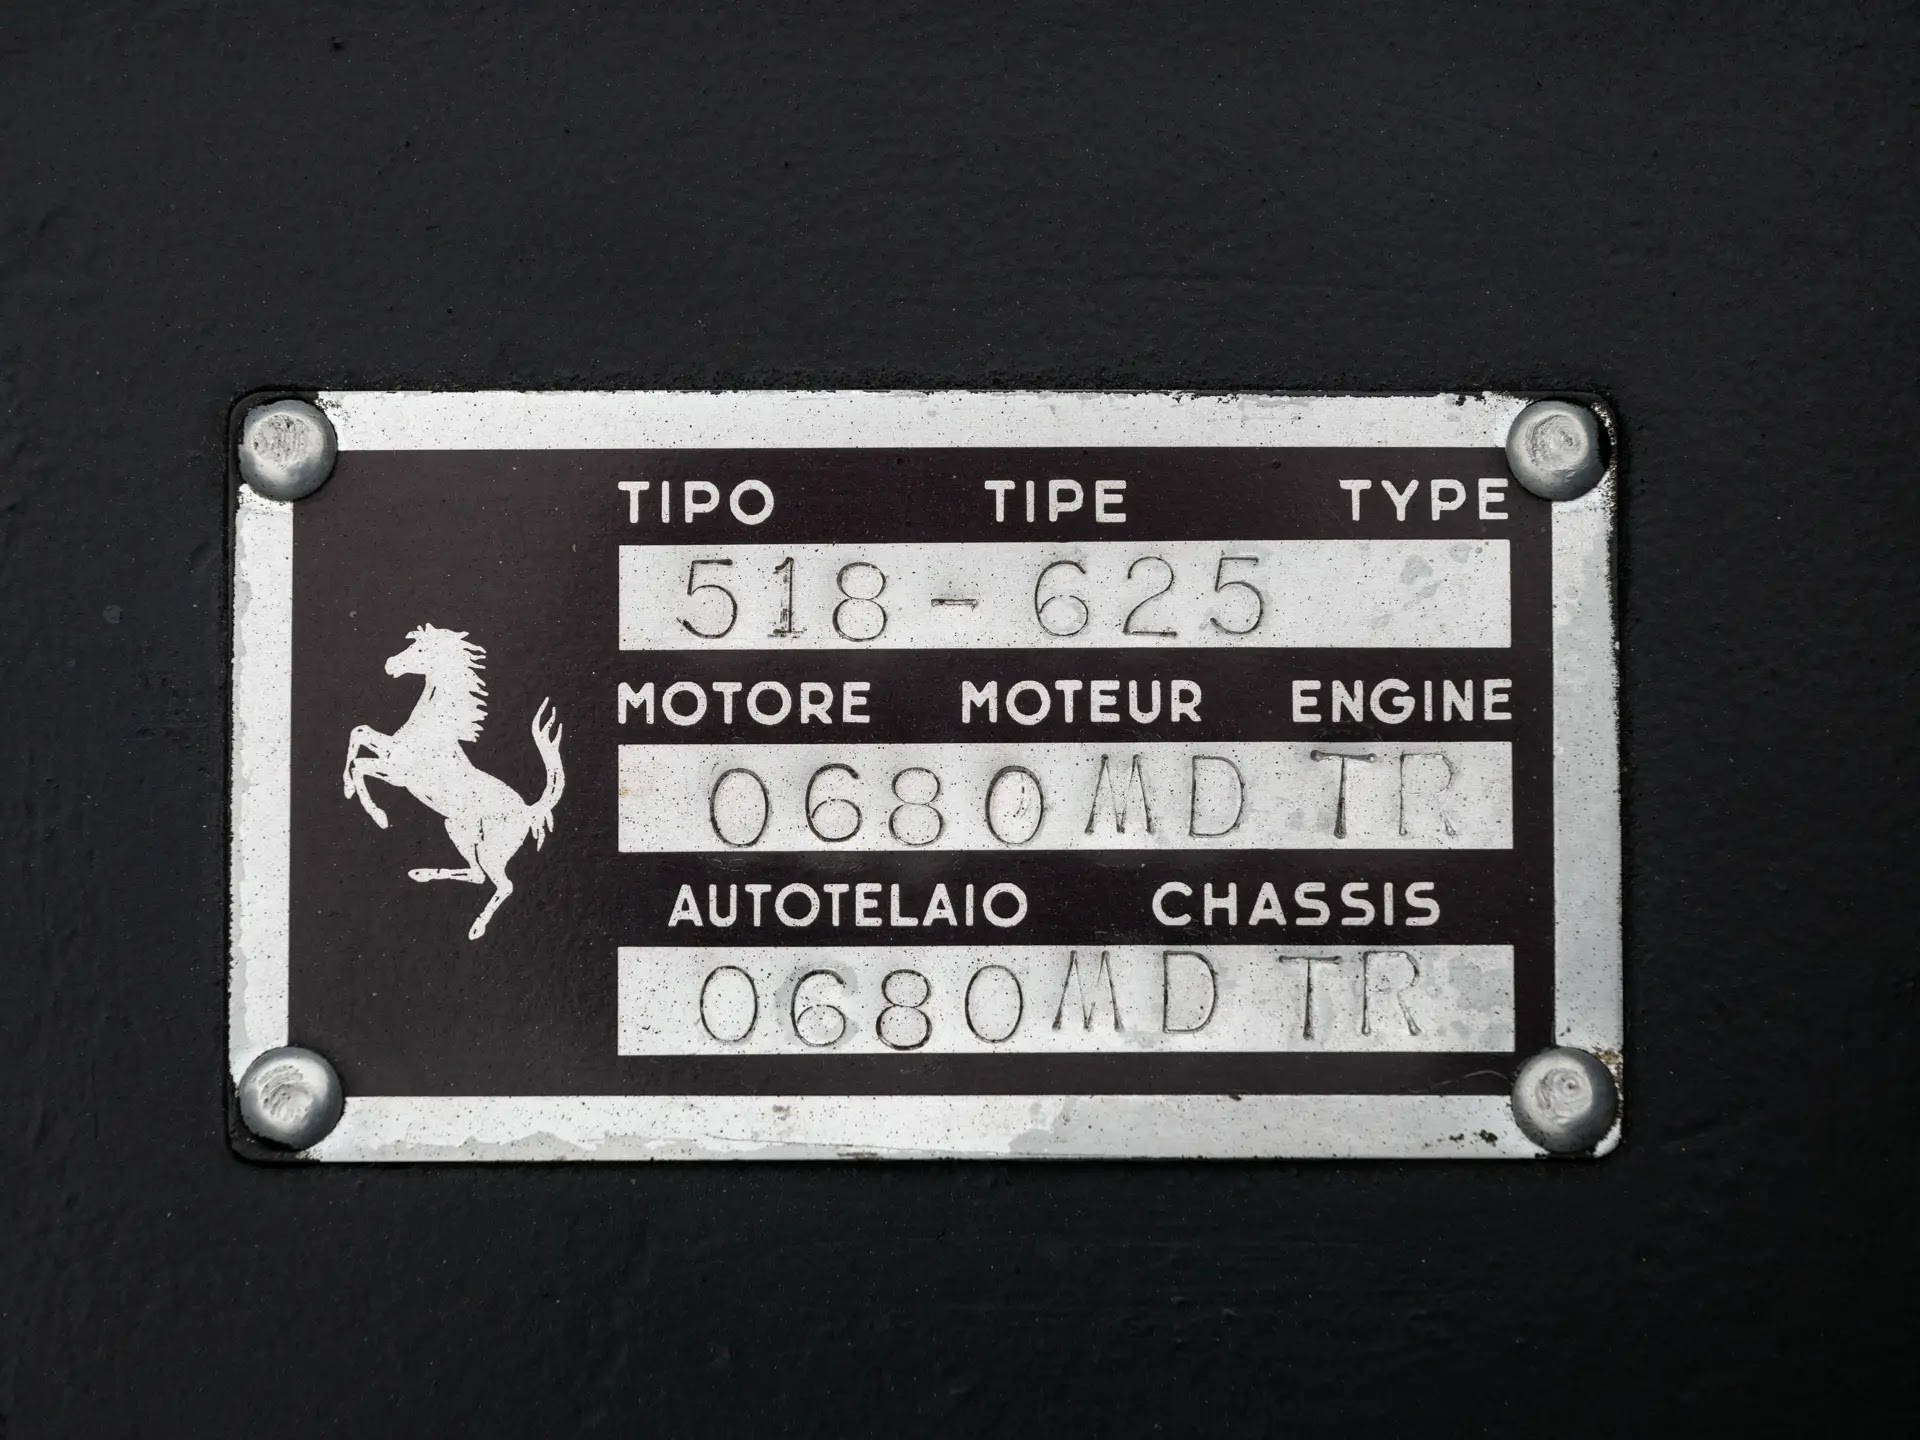 TIPO TIPE TYPE
518-625
MOTORE MOTEUR ENGINE
0680MD TR
AUTOTELAIO CHASSIS
0680MD TR